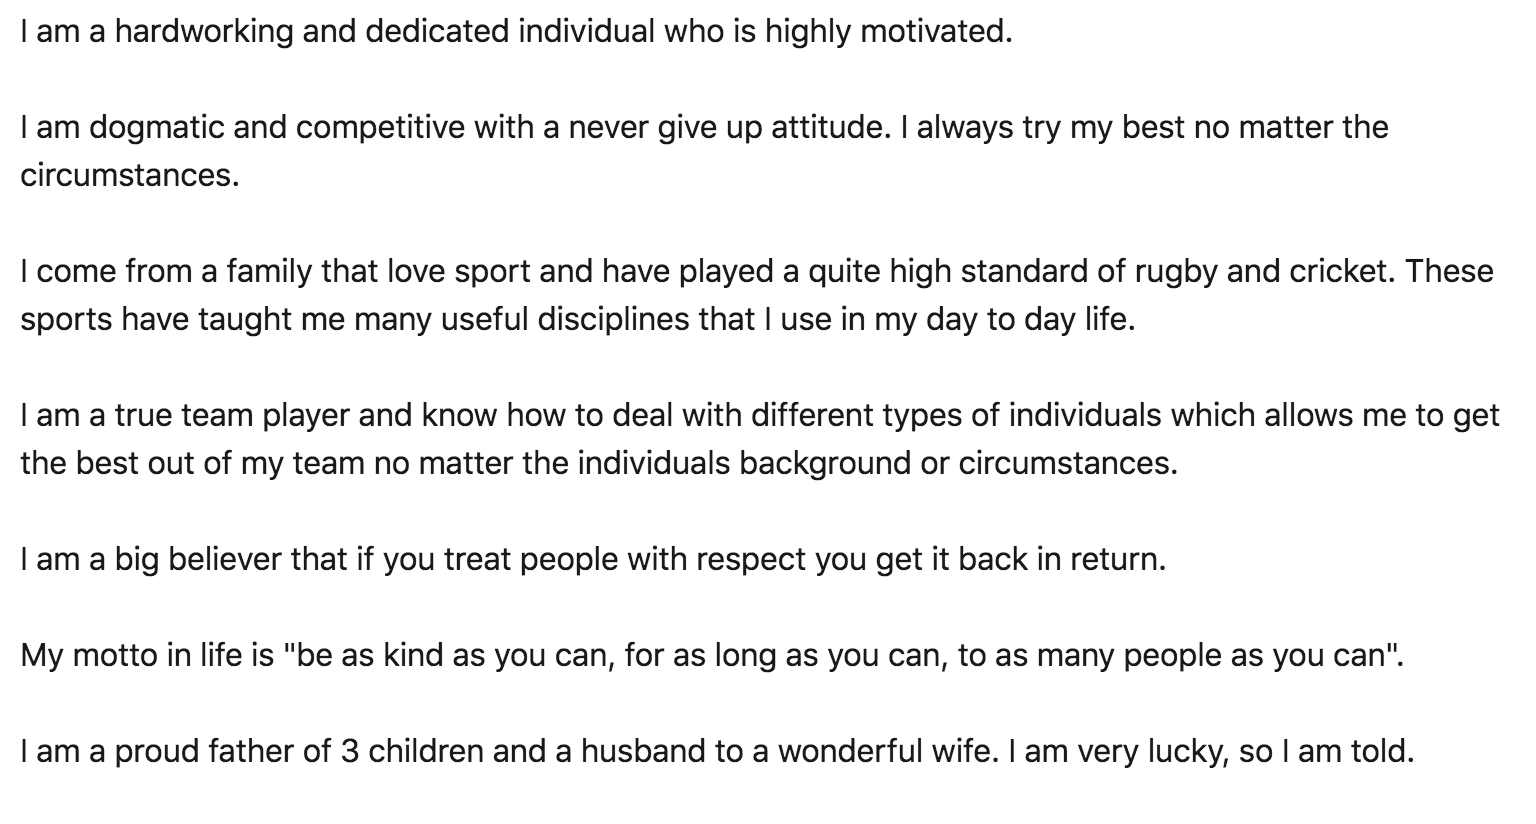 I am a hardworking and dedicated individual who is highly motivated.
I am dogmatic and competitive with a never give up attitude. I always try my best no matter the
circumstances.
I come from a family that love sport and have played a quite high standard of rugby and cricket. These
sports have taught me many useful disciplines that I use in my day to day life.
I am a true team player and know how to deal with different types of individuals which allows me to get
the best out of my team no matter the individuals background or circumstances.
I am a big believer that if you treat people with respect you get it back in return.
My motto in life is "be as kind as you can, for as long as you can, to as many people as you can".
I am a proud father of 3 children and a husband to a wonderful wife. I am very lucky, so I am told.